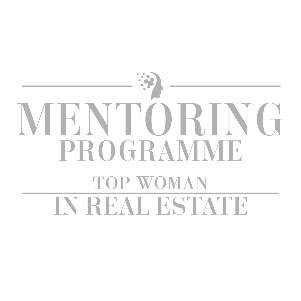 MENTORING
PROGRAMME
TOP WOMAN
IN REAL ESTATE